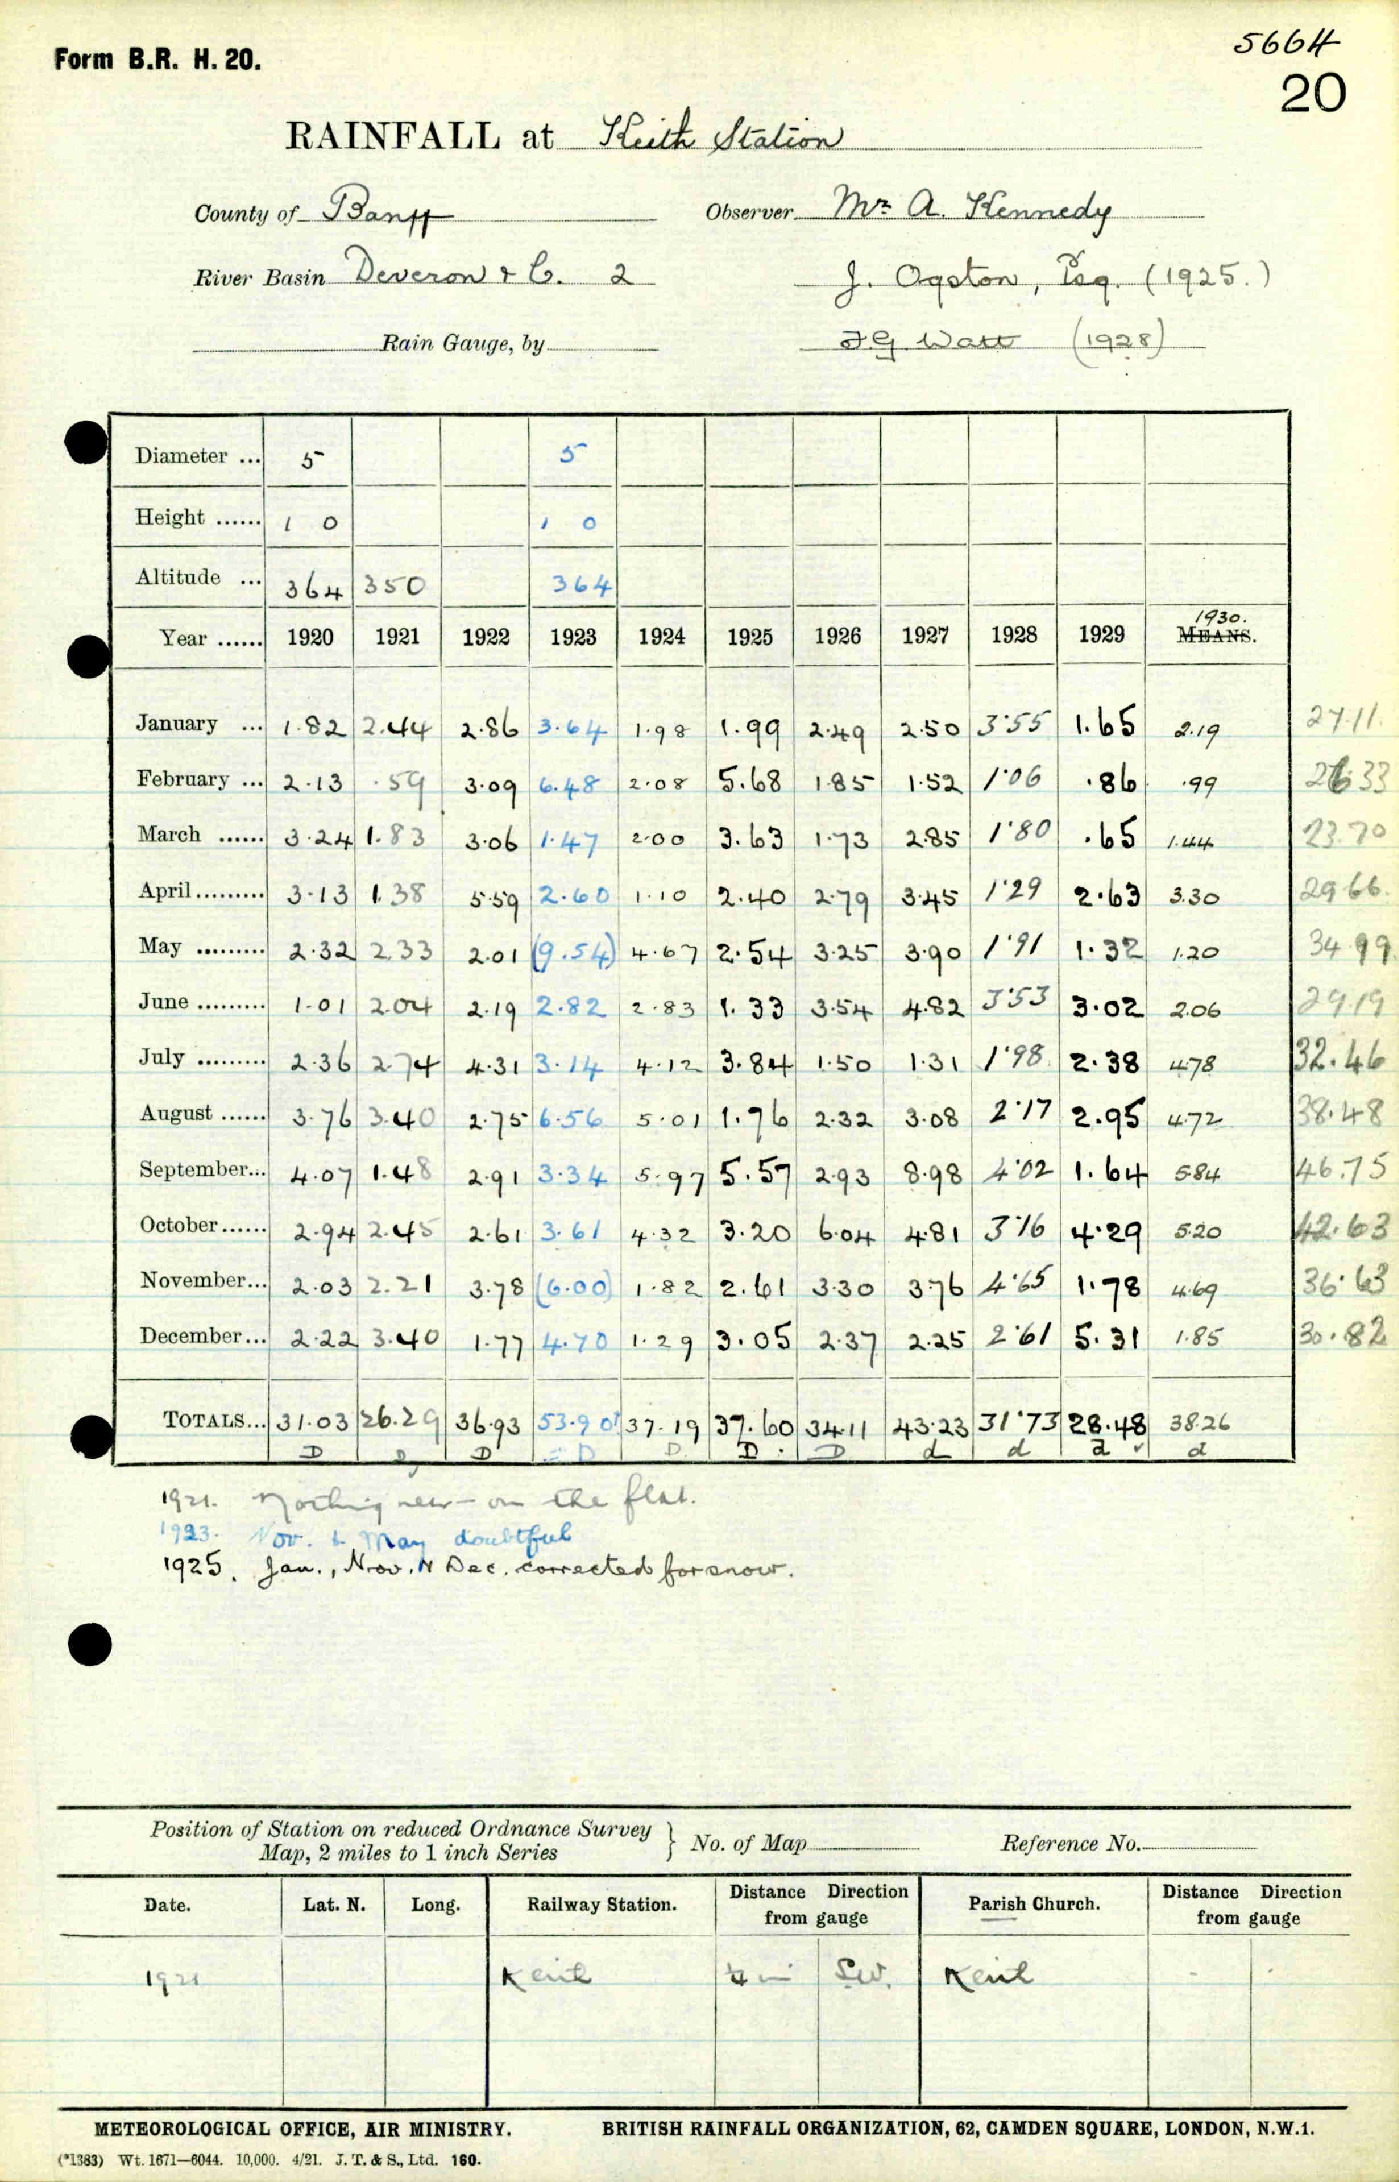 5664
Form B.R. H. 20.
20
RAINFALL at Keith Station
County of Banff Observer Mr A. Kennedy
River Basin Deveron & C. 2 J. Ogston, Esq. (1925.)
Rain Gauge, by J G Watt (1928)
Diameter ... 5 5
Height ...... 1 0 1 0
Altitude ... 364 350 364
1930.
Year ...... 1920 1921 1922 1923 1924 1925 1926 1927 1928 1929 MEANS.
January ... 1.82 2.44 2.86 3.64 1.98 1.99 2.49 2.50 3.55 1.65 2.19 27.11
February ... 2.13 .59 3.09 6.48 2.08 5.68 1.85 1.52 1.06 .86 .99 26.33
March ...... 3.24 1.83 3.06 1.47 2.00 3.63 1.73 2.85 1.80 .65 1.44 23.70
April ......... 3.13 1.38 5.59 2.60 1.10 2.40 2.79 3.45 1.29 2.63 3.30 29.66
May ......... 2.32 2.33 2.01 (9.54) 4.67 2.54 3.25 3.90 1.91 1.32 1.20 34.99
June ......... 1.01 2.04 2.19 2.82 2.83 1.33 3.54 4.82 3.53 3.02 2.06 29.19
July ......... 2.36 2.74 4.31 3.14 4.12 3.84 1.50 1.31 1.98 2.38 4.78 32.46
August ...... 3.76 3.40 2.75 6.56 5.01 1.76 2.32 3.08 2.17 2.95 4.72 38.48
September... 4.07 1.48 2.91 3.34 5.97 5.57 2.93 8.98 4.02 1.64 5.84 46.75
October...... 2.94 2.45 2.61 3.61 4.32 3.20 6.04 4.81 3.16 4.29 5.20 42.63
November... 2.03 2.21 3.78 (6.00) 1.82 2.61 3.30 3.76 4.65 1.78 4.69 36.63
December... 2.22 3.40 1.77 4.70 1.29 3.05 2.37 2.25 2.61 5.31 1.85 30.82
TOTALS... 31.03 26.29 36.93 53.90? 37.19 37.60 34.11 43.23 31.73 28.48 38.26
D D D D D D D d d d d
1921. Nothing near - on the flat.
1923. Nov. & May doubtful
1925. Jan., Nov. & Dec. corrected for snow.
Position of Station on reduced Ordnance Survey
Map, 2 miles to 1 inch Series } No. of Map Reference No.
Date. Lat. N. Long. Railway Station. Distance Direction from gauge Parish Church. Distance Direction from gauge
1921 Keith ¼ m SW. Keith
METEOROLOGICAL OFFICE, AIR MINISTRY. BRITISH RAINFALL ORGANIZATION, 62, CAMDEN SQUARE, LONDON, N.W.1.
(*1383) Wt. 1671—6044. 10,000. 4/21. J. T. & S., Ltd. 160.